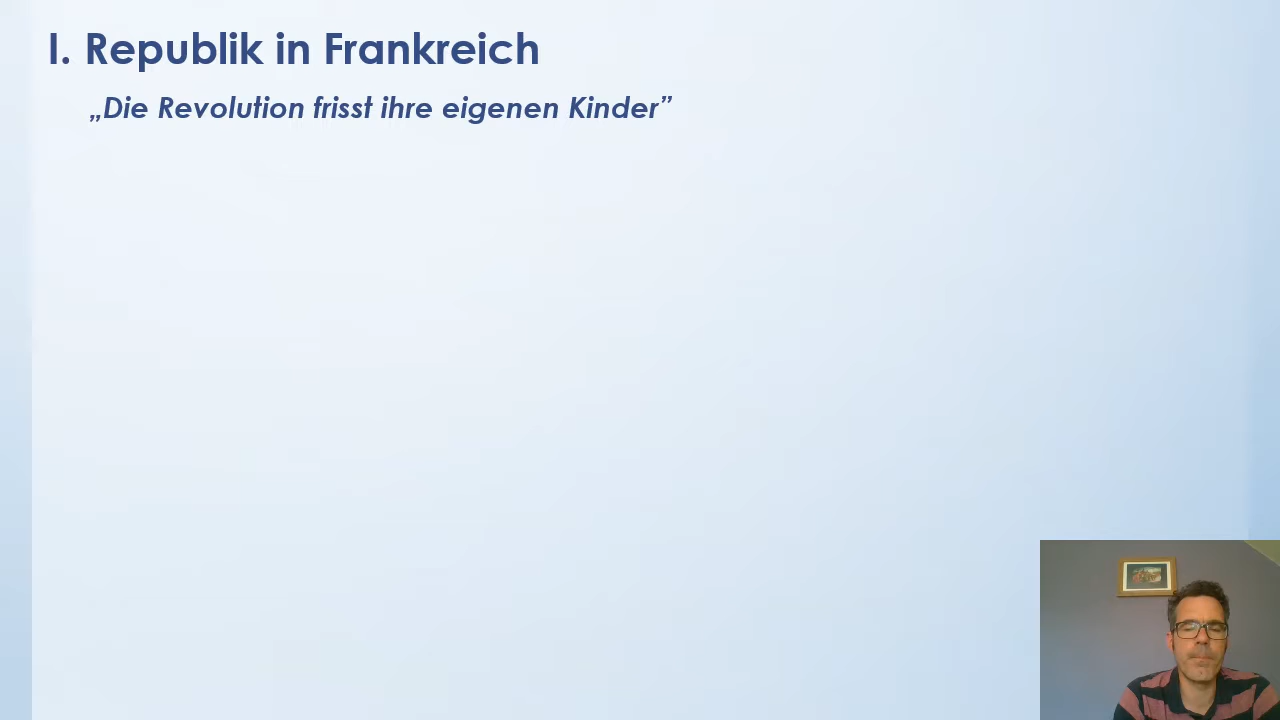 I. Republik in Frankreich
„Die Revolution frisst ihre eigenen Kinder”